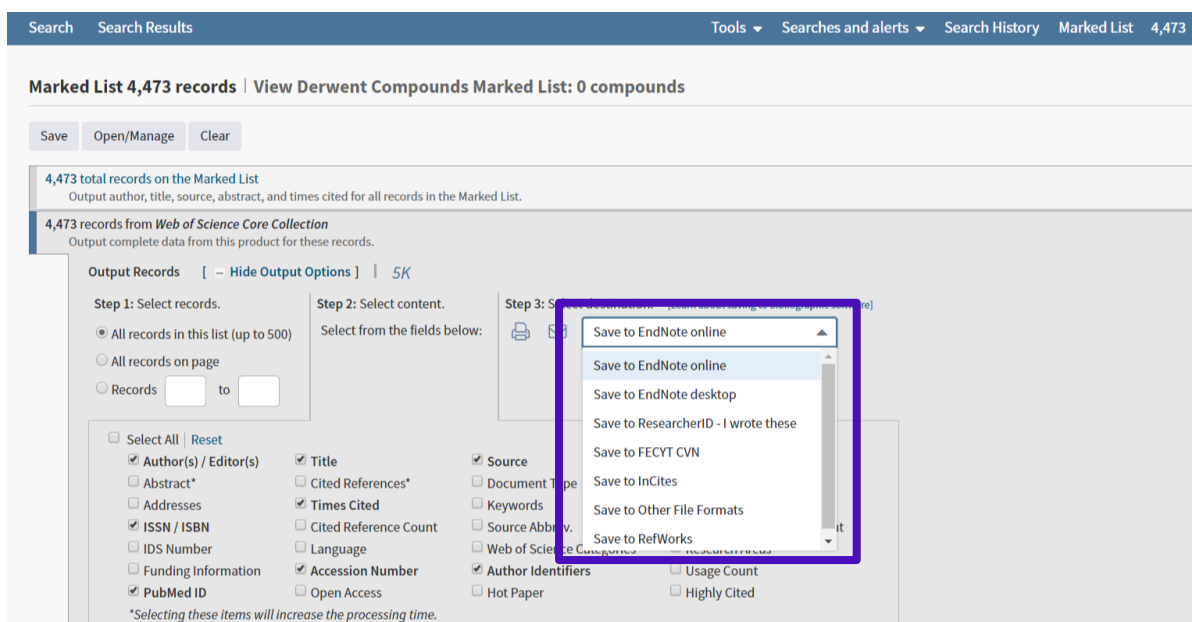 Search Search Results Tools Searches and alerts Search History Marked List 4,473
Marked List 4,473 records | View Derwent Compounds Marked List: 0 compounds
Save Open/Manage Clear
4,473 total records on the Marked List
Output author, title, source, abstract, and times cited for all records in the Marked List.
4,473 records from Web of Science Core Collection
Output complete data from this product for these records.
Output Records [ – Hide Output Options ] | 5K
Step 1: Select records. Step 2: Select content. Step 3:
All records in this list (up to 500) Select from the fields below: Save to EndNote online
All records on page Save to EndNote online
Records to Save to EndNote desktop
Save to ResearcherID - I wrote these
Select All | Reset Save to FECYT CVN
Author(s) / Editor(s) Title Source
Abstract* Cited References* Document Type Save to InCites
Addresses Times Cited Keywords Save to Other File Formats
ISSN / ISBN Cited Reference Count Source Abbrev.
IDS Number Language Web of Science Categories Research Areas Save to RefWorks
Funding Information Accession Number Author Identifiers Usage Count
PubMed ID Open Access Hot Paper Highly Cited
*Selecting these items will increase the processing time.